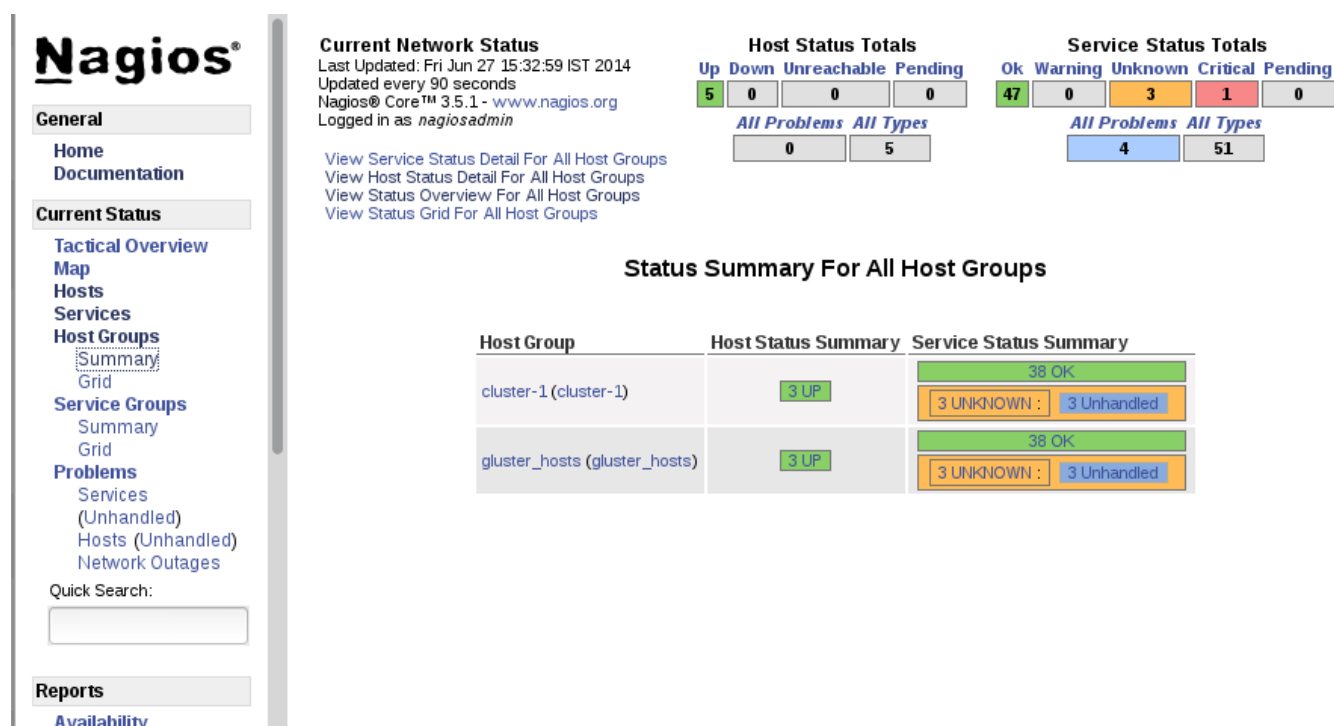 Nagios®
General
Home
Documentation
Current Status
Tactical Overview
Map
Hosts
Services
Host Groups
Summary
Grid
Service Groups
Summary
Grid
Problems
Services
(Unhandled)
Hosts (Unhandled)
Network Outages
Quick Search:
Reports
Availability
Current Network Status
Last Updated: Fri Jun 27 15:32:59 IST 2014
Updated every 90 seconds
Nagios® Core™ 3.5.1 - www.nagios.org
Logged in as nagiosadmin
View Service Status Detail For All Host Groups
View Host Status Detail For All Host Groups
View Status Overview For All Host Groups
View Status Grid For All Host Groups
Host Status Totals
Up Down Unreachable Pending
5 0 0 0
All Problems All Types
0 5
Service Status Totals
Ok Warning Unknown Critical Pending
47 0 3 1 0
All Problems All Types
4 51
Status Summary For All Host Groups
Host Group Host Status Summary Service Status Summary
cluster-1 (cluster-1) 3 UP 38 OK
3 UNKNOWN : 3 Unhandled
gluster_hosts (gluster_hosts) 3 UP 38 OK
3 UNKNOWN : 3 Unhandled